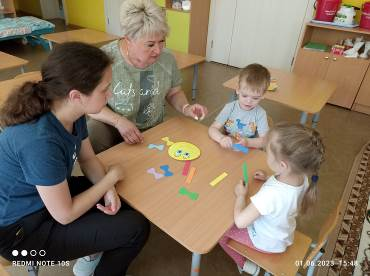 Cats and
REDMI NOTE 10S
01.06.2023 15:48